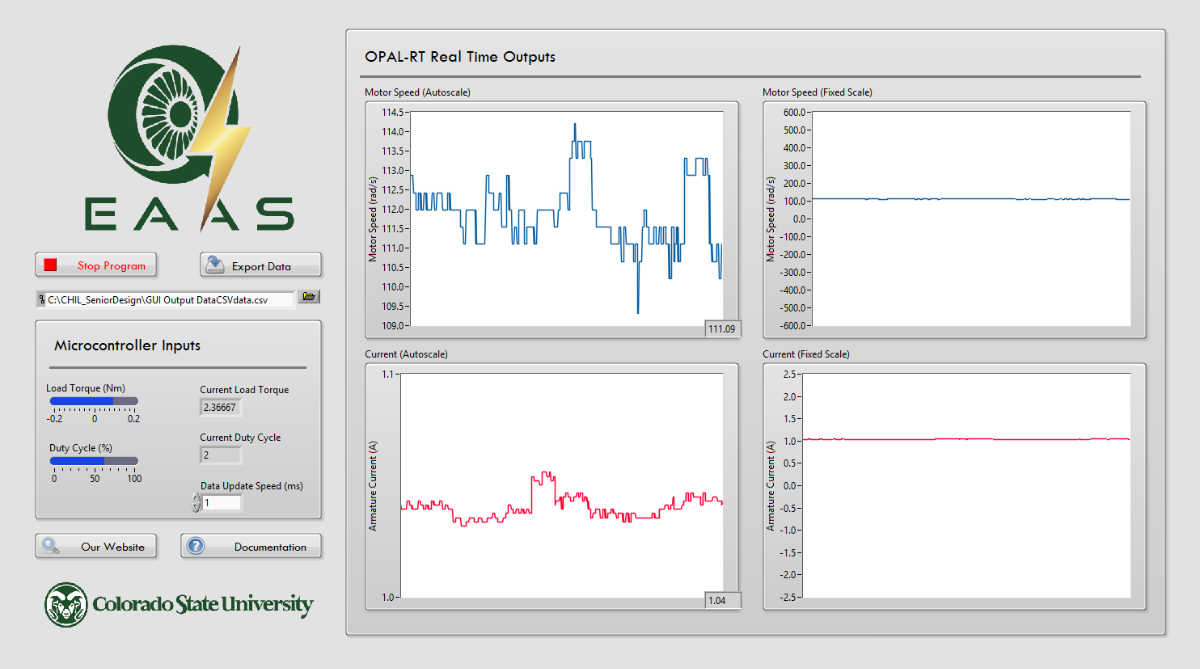 EAAS
Stop Program
Export Data
C:\CHIL_SeniorDesign\GUI Output DataCSVdata.csv
Microcontroller Inputs
Load Torque (Nm)
-0.2 0 0.2
Current Load Torque
2.36667
Duty Cycle (%)
0 50 100
Current Duty Cycle
2
Data Update Speed (ms)
1
Our Website
Documentation
Colorado State University
OPAL-RT Real Time Outputs
Motor Speed (Autoscale)
Motor Speed (rad/s)
114.5
114.0
113.5
113.0
112.5
112.0
111.5
111.0
110.5
110.0
109.5
109.0
111.09
Motor Speed (Fixed Scale)
Motor Speed (rad/s)
600.0
500.0
400.0
300.0
200.0
100.0
0.0
-100.0
-200.0
-300.0
-400.0
-500.0
-600.0
Current (Autoscale)
Armature Current (A)
1.1
1.0
1.04
Current (Fixed Scale)
Armature Current (A)
2.5
2.0
1.5
1.0
0.5
0.0
-0.5
-1.0
-1.5
-2.0
-2.5